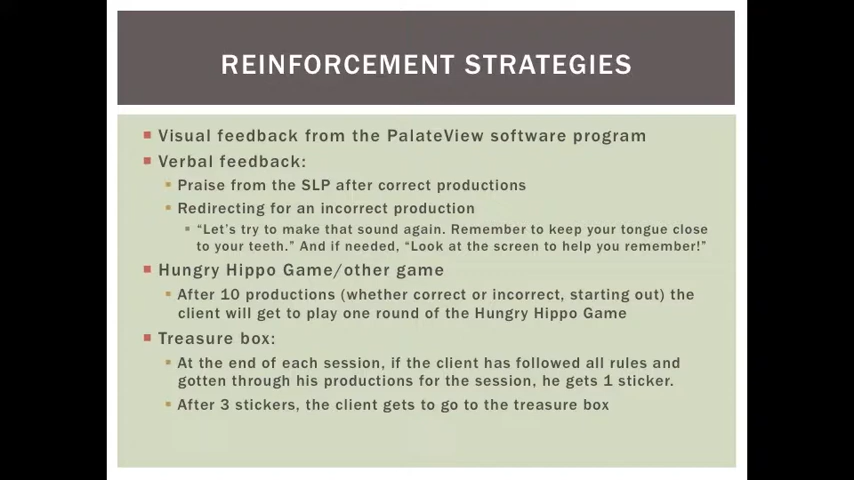 REINFORCEMENT STRATEGIES
Visual feedback from the PalateView software program
Verbal feedback:
Praise from the SLP after correct productions
Redirecting for an incorrect production
“Let’s try to make that sound again. Remember to keep your tongue close
to your teeth.” And if needed, “Look at the screen to help you remember!”
Hungry Hippo Game/other game
After 10 productions (whether correct or incorrect, starting out) the
client will get to play one round of the Hungry Hippo Game
Treasure box:
At the end of each session, if the client has followed all rules and
gotten through his productions for the session, he gets 1 sticker.
After 3 stickers, the client gets to go to the treasure box